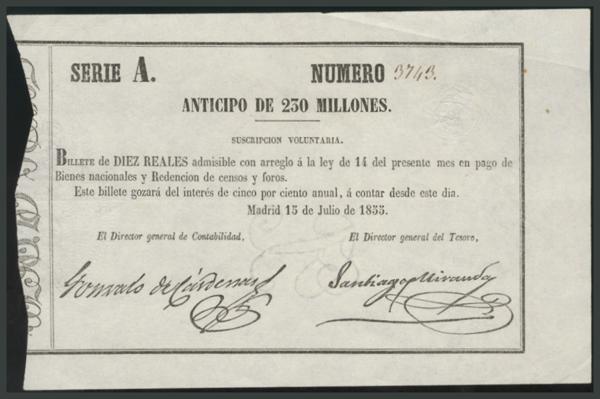 SERIE A. NUMERO 3743.
ANTICIPO DE 230 MILLONES.
SUSCRIPCION VOLUNTARIA.
BILLETE de DIEZ REALES admisible con arreglo á la ley de 14 del presente mes en pago de
Bienes nacionales y Redencion de censos y foros.
Este billete gozará del interés de cinco por ciento anual, á contar desde este dia.
Madrid 15 de Julio de 1855.
El Director general de Contabilidad, El Director general del Tesoro,
Gonzalo de Cárdenas Santiago Miranda